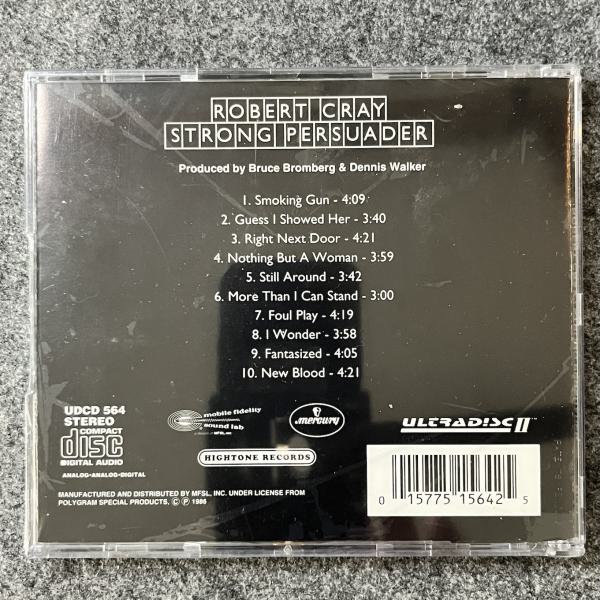 ROBERT CRAY
STRONG PERSUADER
Produced by Bruce Bromberg & Dennis Walker
1. Smoking Gun - 4:09
2. Guess I Showed Her - 3:40
3. Right Next Door - 4:21
4. Nothing But A Woman - 3:59
5. Still Around - 3:42
6. More Than I Can Stand - 3:00
7. Foul Play - 4:19
8. I Wonder - 3:58
9. Fantasized - 4:05
10. New Blood - 4:21
UDCD 564
STEREO
COMPACT
disc
DIGITAL AUDIO
ANALOG-ANALOG-DIGITAL
mobile fidelity
sound lab
by MFSL, INC.
mercury
ULTRADISC II™
HIGHTONE RECORDS
MANUFACTURED AND DISTRIBUTED BY MFSL, INC. UNDER LICENSE FROM
POLYGRAM SPECIAL PRODUCTS. © ℗ 1986
0 15775 15642 5